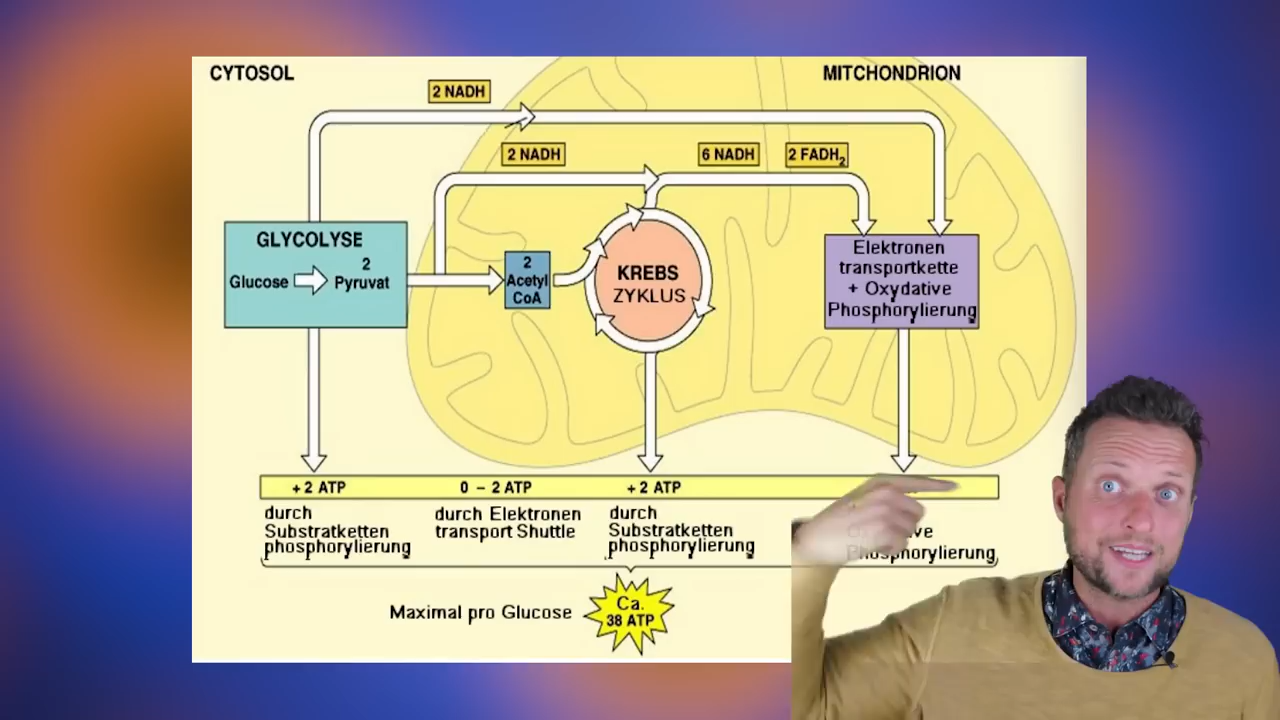 CYTOSOL
MITCHONDRION
2 NADH
2 NADH
6 NADH
2 FADH₂
GLYCOLYSE
Glucose
2
Pyruvat
2
Acetyl
CoA
KREBS
ZYKLUS
Elektronen
transportkette
+ Oxydative
Phosphorylierung
+ 2 ATP
0 – 2 ATP
+ 2 ATP
durch
Substratketten
phosphorylierung
durch Elektronen
transport Shuttle
durch
Substratketten
phosphorylierung
Phosphorylierung
Maximal pro Glucose
Ca.
38 ATP